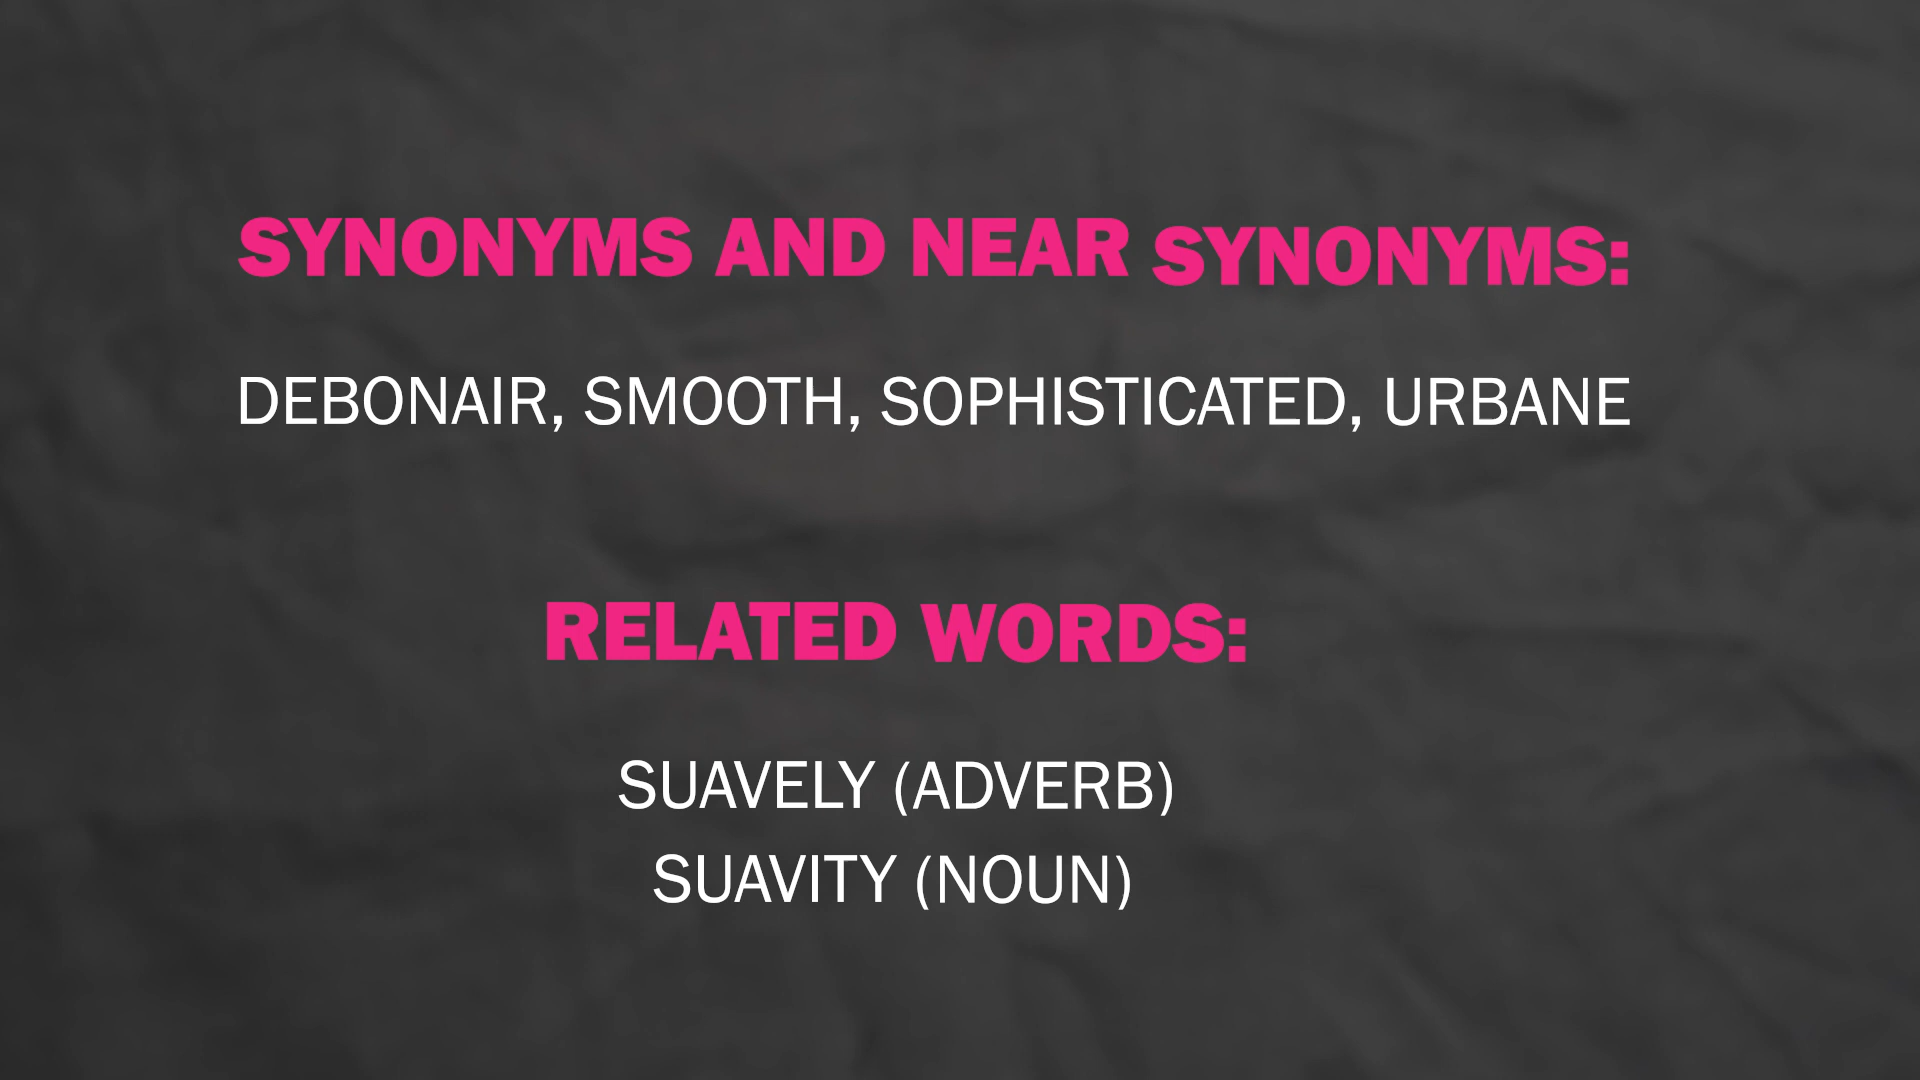 SYNONYMS AND NEAR SYNONYMS:
DEBONAIR, SMOOTH, SOPHISTICATED, URBANE
RELATED WORDS:
SUAVELY (ADVERB)
SUAVITY (NOUN)